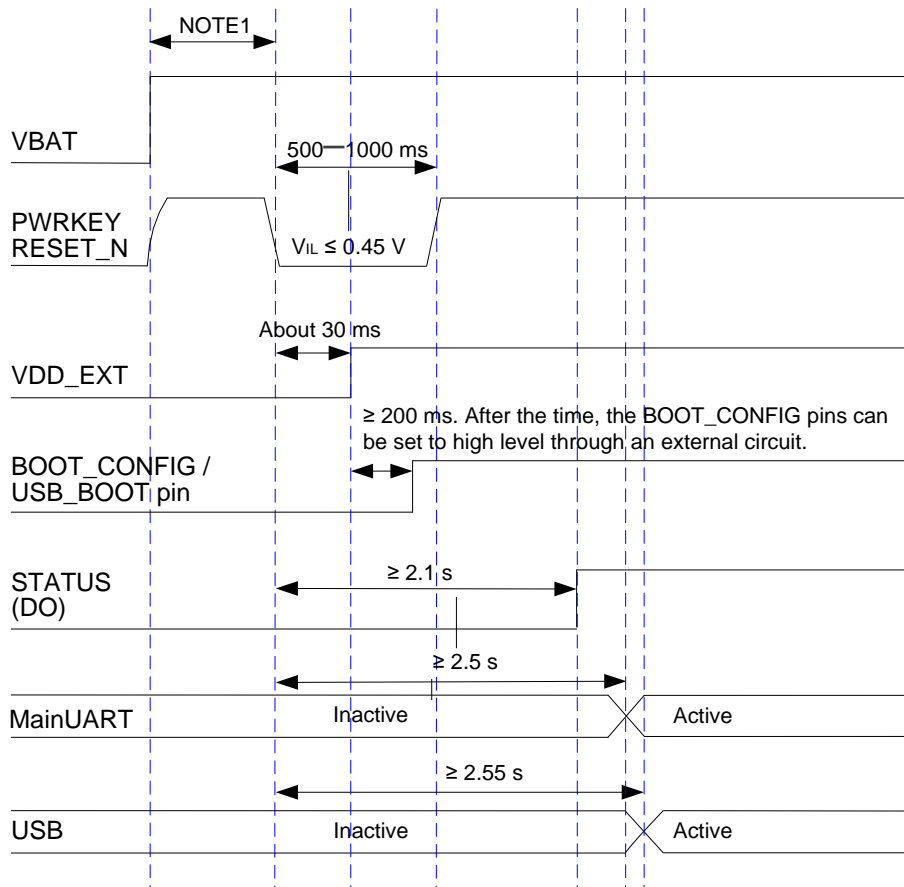 NOTE1
VBAT
500—1000 ms
PWRKEY
RESET_N
VIL ≤ 0.45 V
About 30 ms
VDD_EXT
≥ 200 ms. After the time, the BOOT_CONFIG pins can
be set to high level through an external circuit.
BOOT_CONFIG /
USB_BOOT pin
STATUS
(DO)
≥ 2.1 s
≥ 2.5 s
MainUART
Inactive
Active
≥ 2.55 s
USB
Inactive
Active